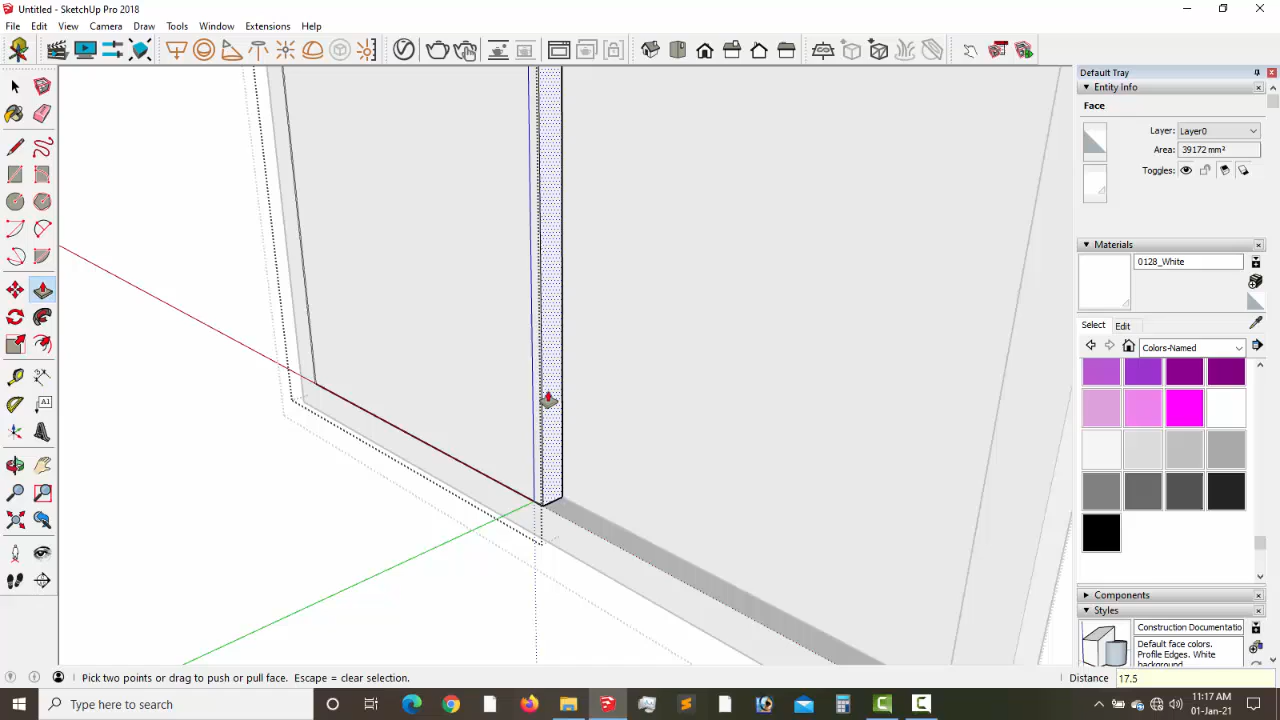 Untitled - SketchUp Pro 2018
File Edit View Camera Draw Tools Window Extensions Help
Default Tray
Entity Info
Face
Layer: Layer0
Area: 39172 mm²
Toggles:
Materials
0128_White
Select Edit
Colors-Named
A1
Components
Styles
Construction Documentatio
Default face colors.
Profile Edges. White
background.
Pick two points or drag to push or pull face. Escape = clear selection.
Distance 17.5
Type here to search
11:17 AM
01-Jan-21